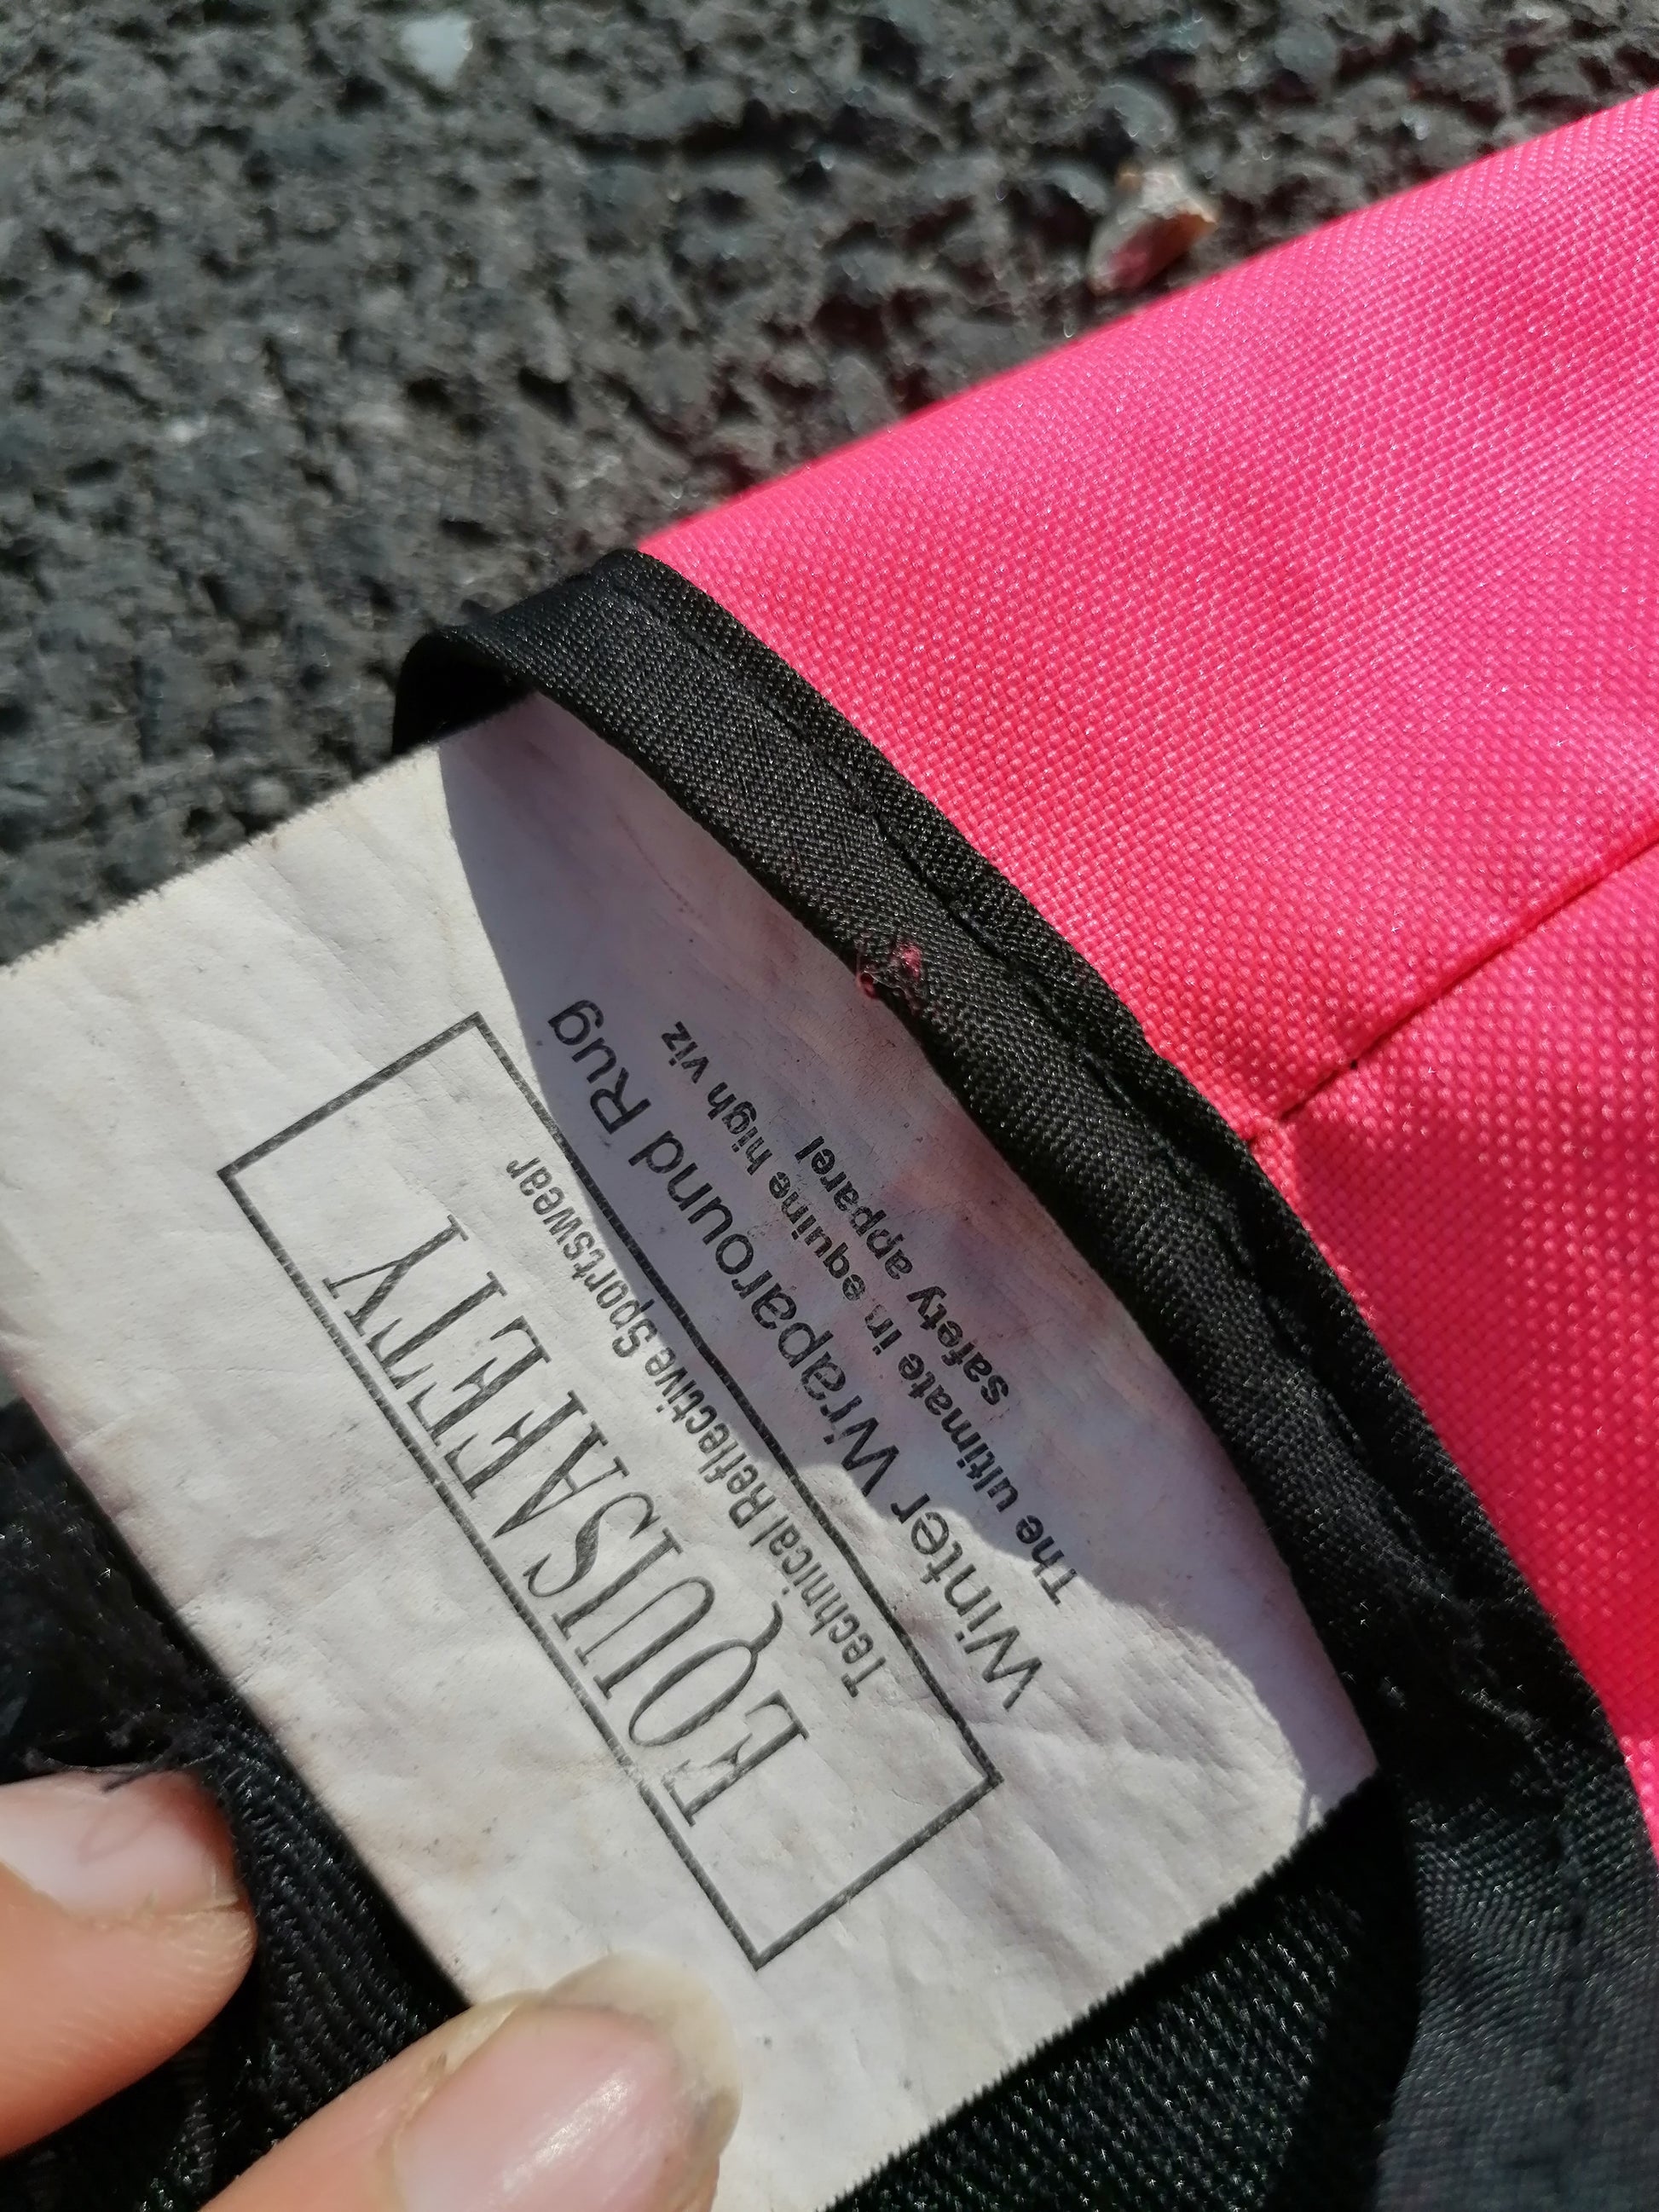 EQUISAFETY
Technical Reflective Sportswear
Winter Wraparound Rug
The ultimate in equine high viz
safety apparel